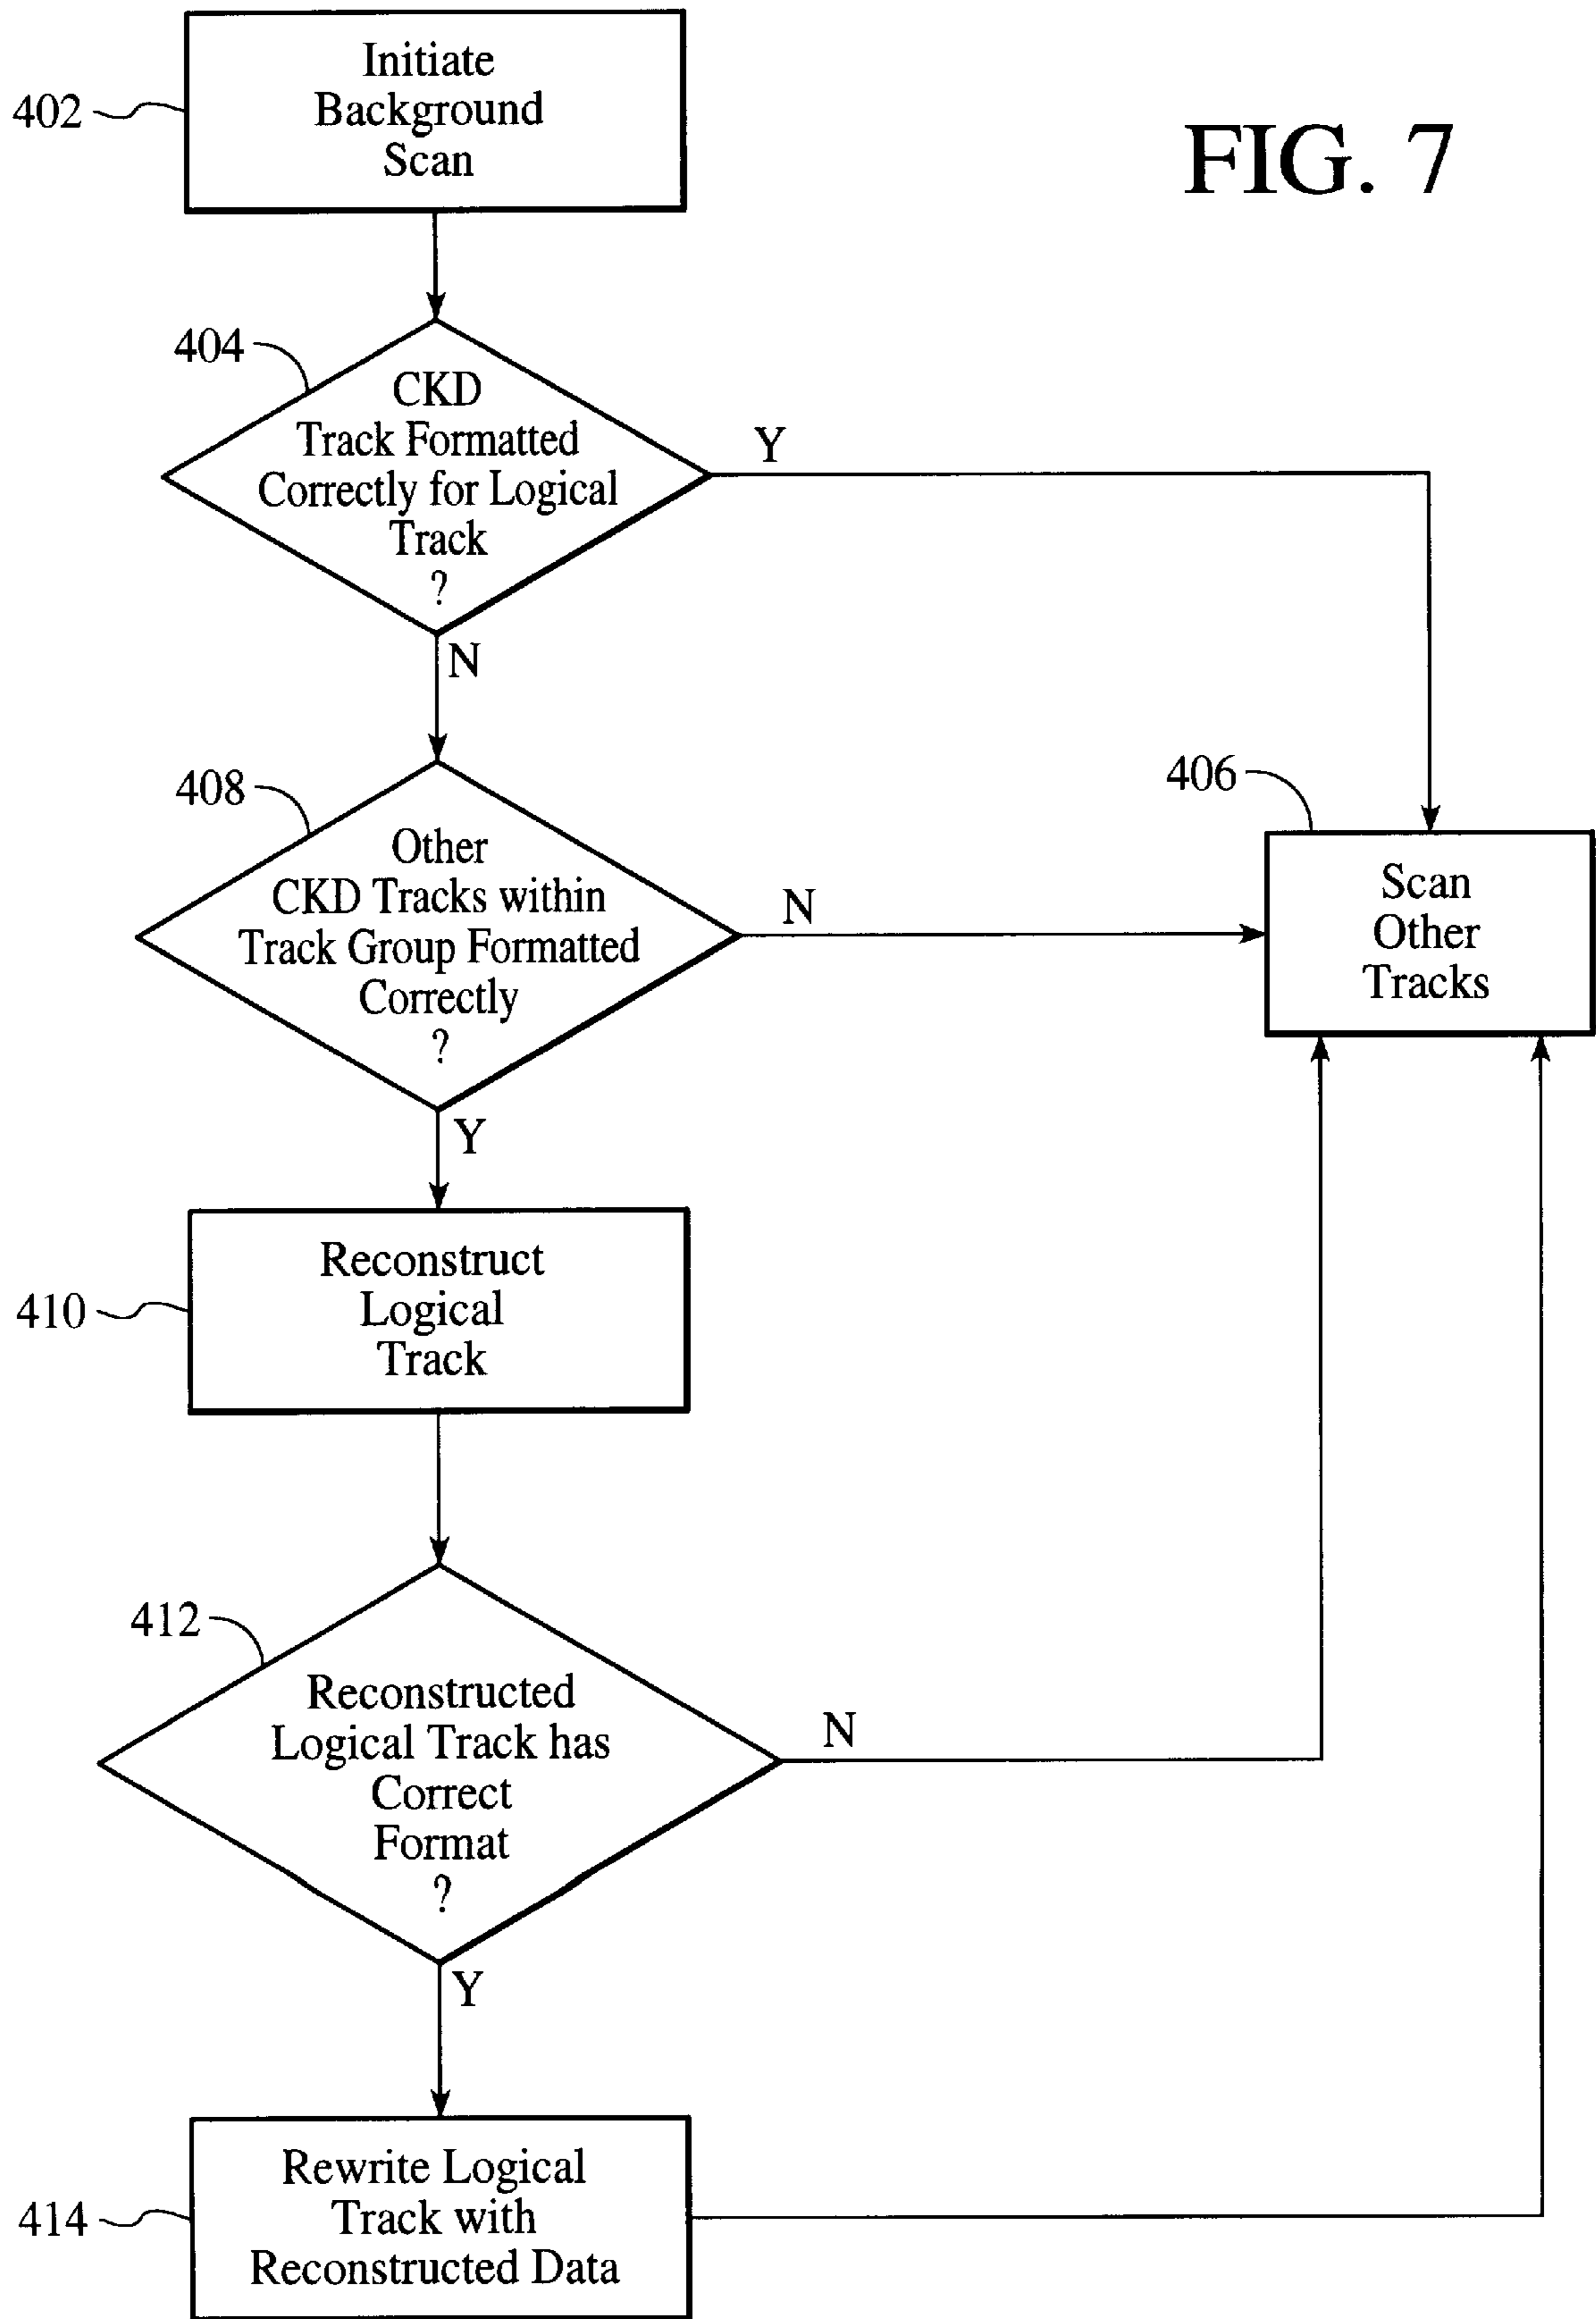 Initiate
Background
Scan
402
FIG. 7
404
CKD
Track Formatted
Correctly for Logical
Track
?
Y
N
408
Other
CKD Tracks within
Track Group Formatted
Correctly
?
N
Y
406
Scan
Other
Tracks
Reconstruct
Logical
Track
410
412
Reconstructed
Logical Track has
Correct
Format
?
N
Y
Rewrite Logical
Track with
Reconstructed Data
414